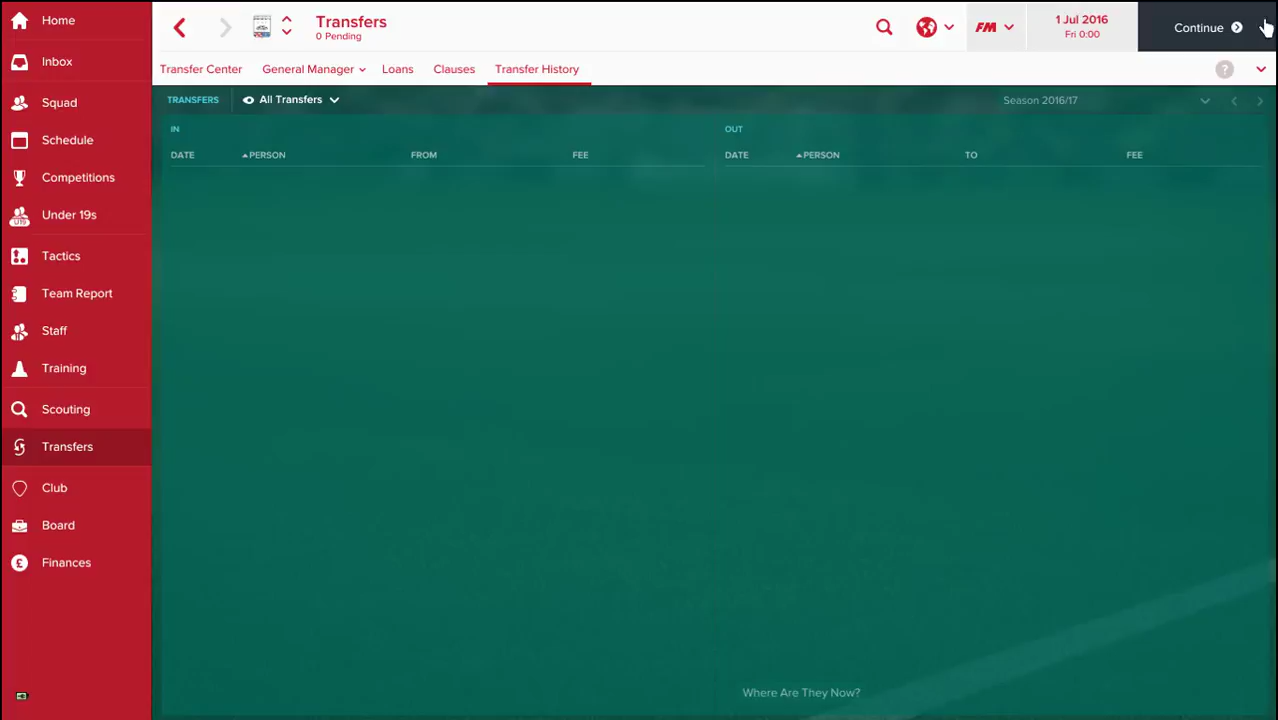 Home
Inbox
Squad
Schedule
Competitions
Under 19s
Tactics
Team Report
Staff
Training
Scouting
Transfers
Club
Board
Finances
Transfers
0 Pending
FM
1 Jul 2016
Fri 0:00
Continue
Transfer Center General Manager Loans Clauses Transfer History
?
TRANSFERS All Transfers Season 2016/17
IN OUT
DATE PERSON FROM FEE DATE PERSON TO FEE
Where Are They Now?